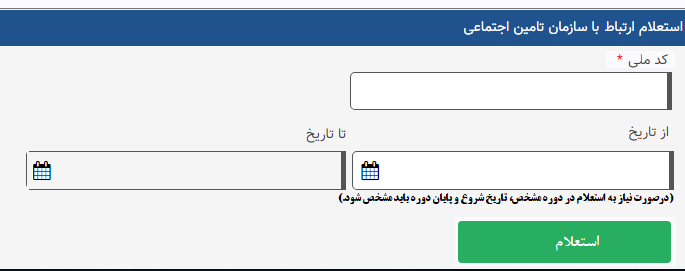 استعلام ارتباط با سازمان تامین اجتماعی
کد ملی *
از تاریخ
تا تاریخ
(درصورت نیاز به استعلام در دوره مشخص، تاریخ شروع و پایان دوره باید مشخص شود.)
استعلام